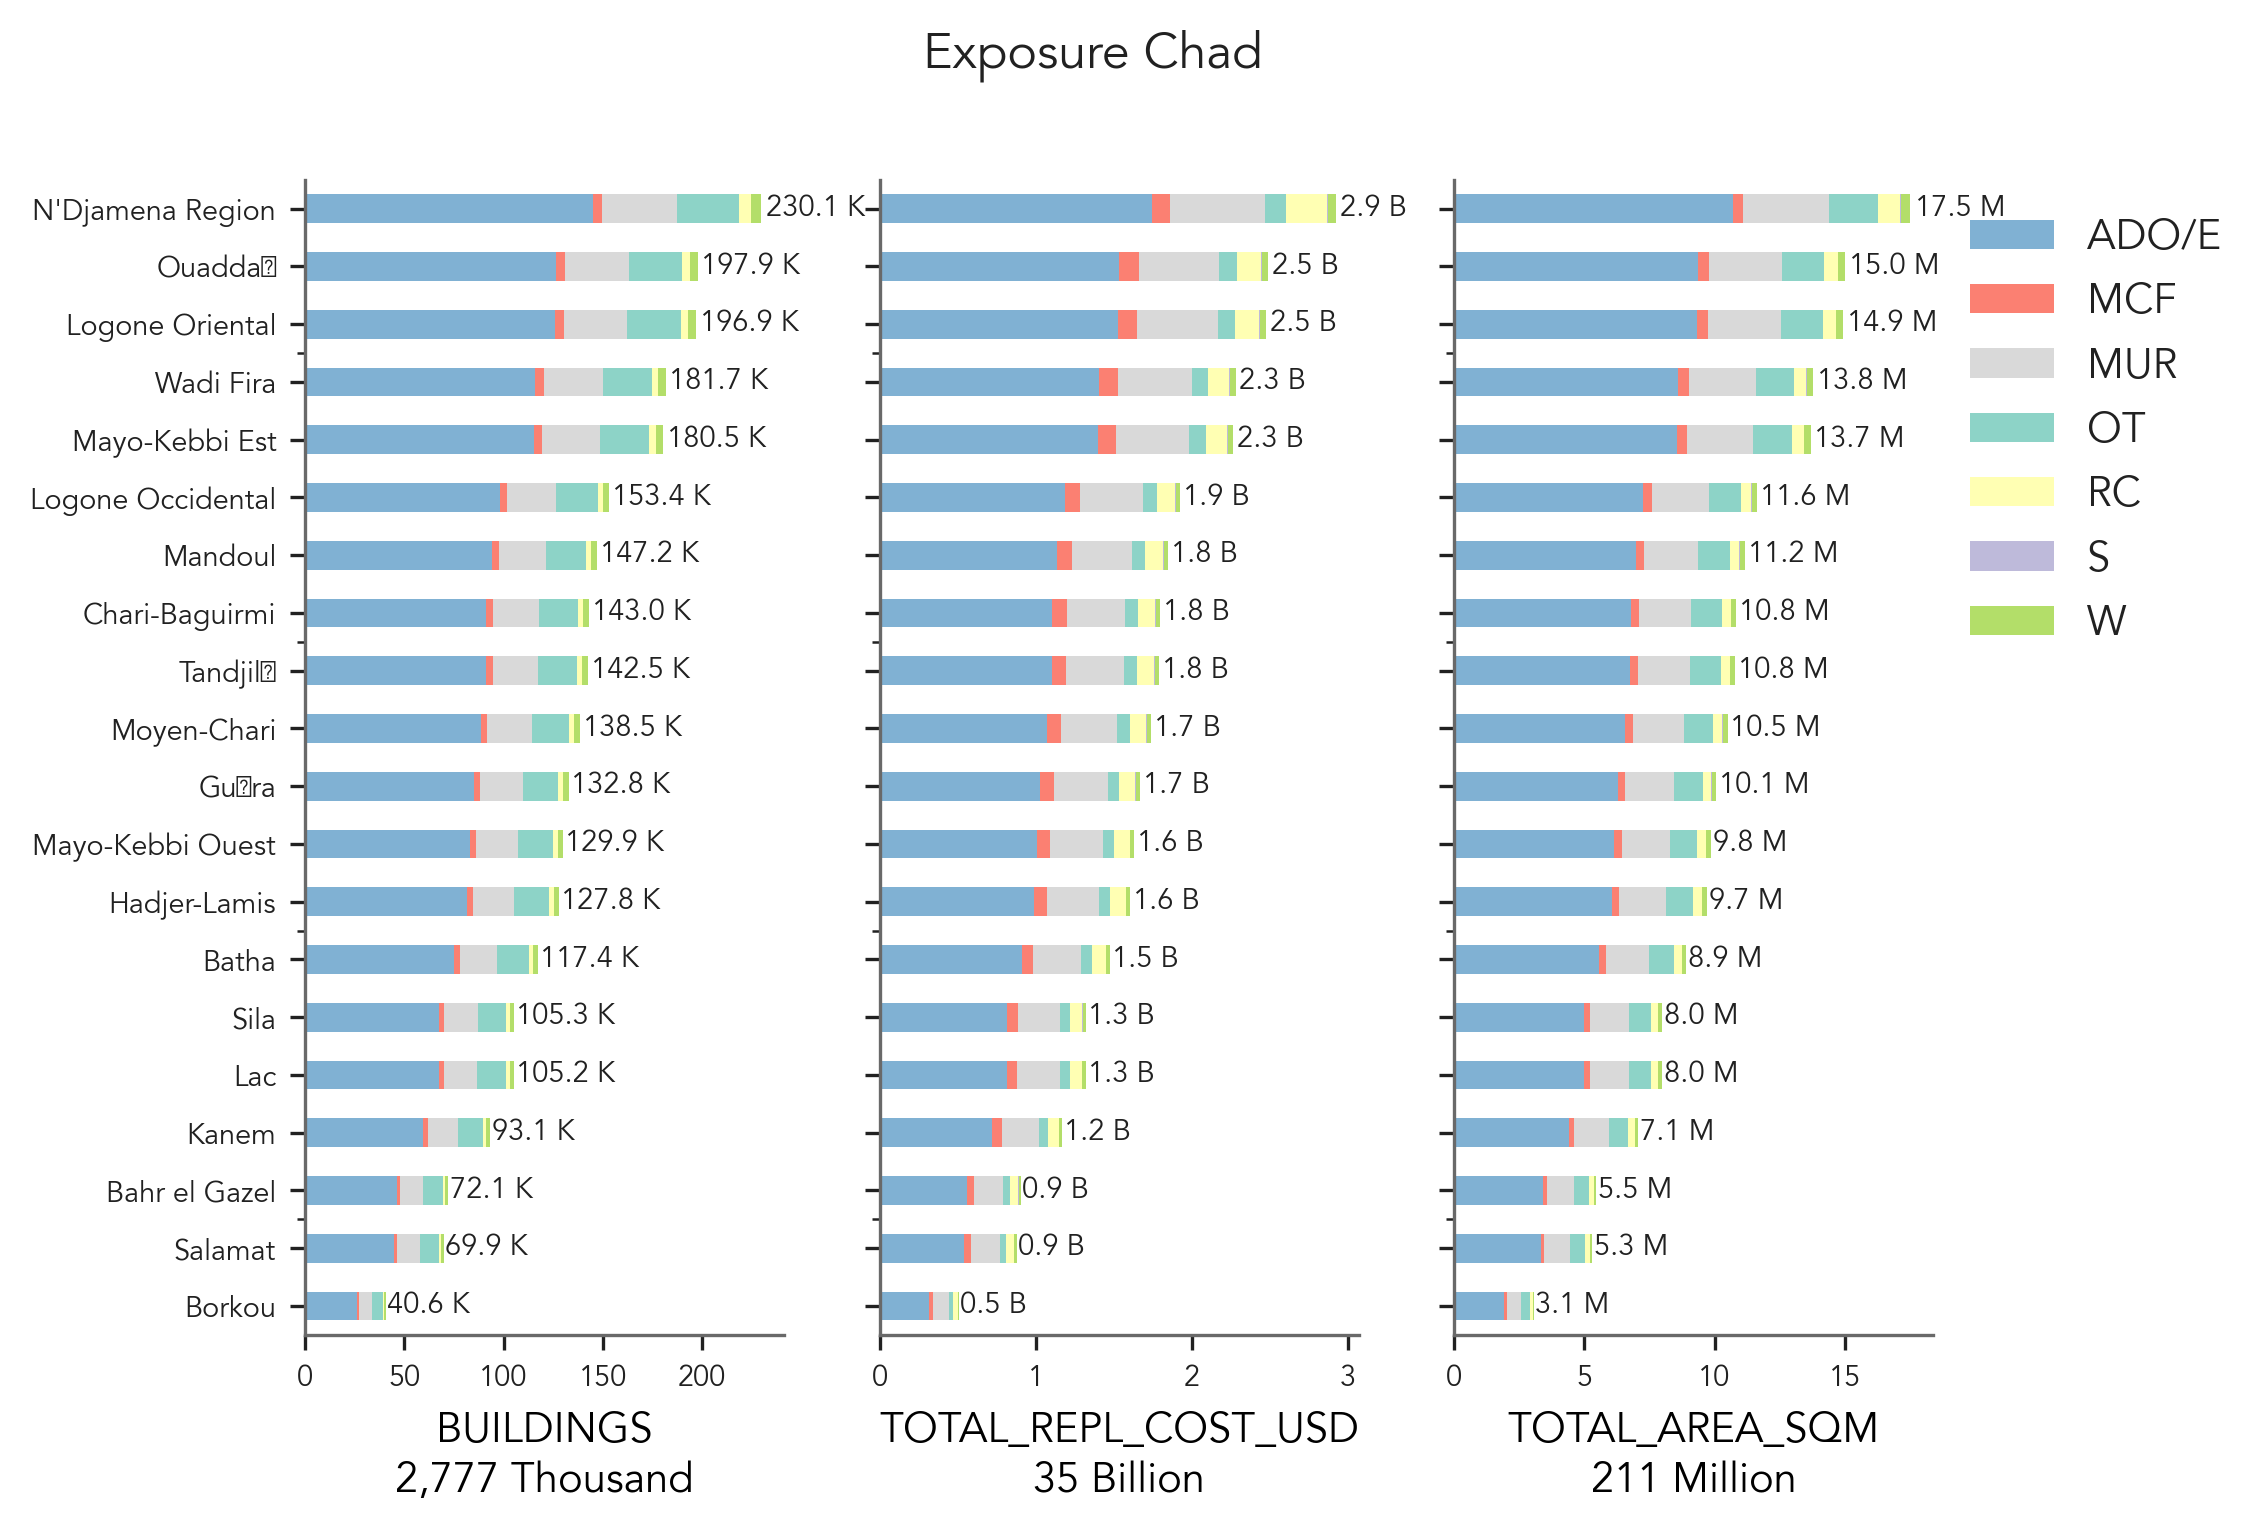 Exposure Chad
N'Djamena Region
Ouadda
Logone Oriental
Wadi Fira
Mayo-Kebbi Est
Logone Occidental
Mandoul
Chari-Baguirmi
Tandjil
Moyen-Chari
Gu▯ra
Mayo-Kebbi Ouest
Hadjer-Lamis
Batha
Sila
Lac
Kanem
Bahr el Gazel
Salamat
Borkou
230.1 K
197.9 K
196.9 K
181.7 K
180.5 K
153.4 K
147.2 K
143.0 K
142.5 K
138.5 K
132.8 K
129.9 K
127.8 K
117.4 K
105.3 K
105.2 K
93.1 K
72.1 K
69.9 K
40.6 K
0 50 100 150 200
BUILDINGS
2,777 Thousand
2.9 B
2.5 B
2.5 B
2.3 B
2.3 B
1.9 B
1.8 B
1.8 B
1.8 B
1.7 B
1.7 B
1.6 B
1.6 B
1.5 B
1.3 B
1.3 B
1.2 B
0.9 B
0.9 B
0.5 B
0 1 2 3
TOTAL_REPL_COST_USD
35 Billion
17.5 M
15.0 M
14.9 M
13.8 M
13.7 M
11.6 M
11.2 M
10.8 M
10.8 M
10.5 M
10.1 M
9.8 M
9.7 M
8.9 M
8.0 M
8.0 M
7.1 M
5.5 M
5.3 M
3.1 M
0 5 10 15
TOTAL_AREA_SQM
211 Million
ADO/E
MCF
MUR
OT
RC
S
W